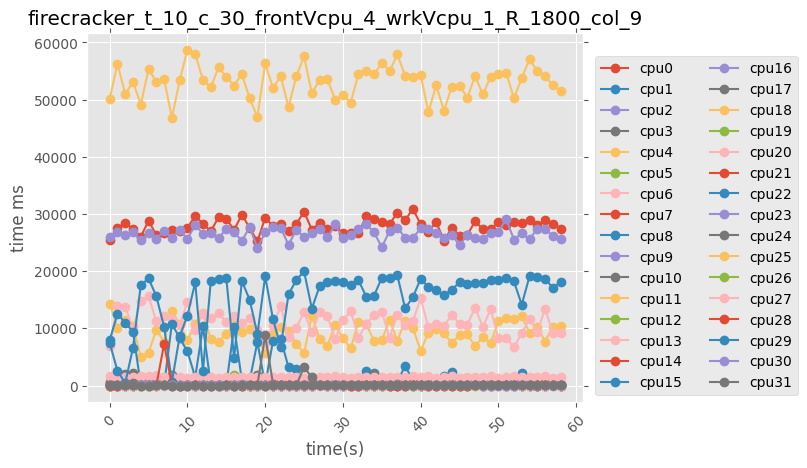 firecracker_t_10_c_30_frontVcpu_4_wrkVcpu_1_R_1800_col_9
time ms
60000
50000
40000
30000
20000
10000
0
0
10
20
30
40
50
60
time(s)
cpu0
cpu1
cpu2
cpu3
cpu4
cpu5
cpu6
cpu7
cpu8
cpu9
cpu10
cpu11
cpu12
cpu13
cpu14
cpu15
cpu16
cpu17
cpu18
cpu19
cpu20
cpu21
cpu22
cpu23
cpu24
cpu25
cpu26
cpu27
cpu28
cpu29
cpu30
cpu31